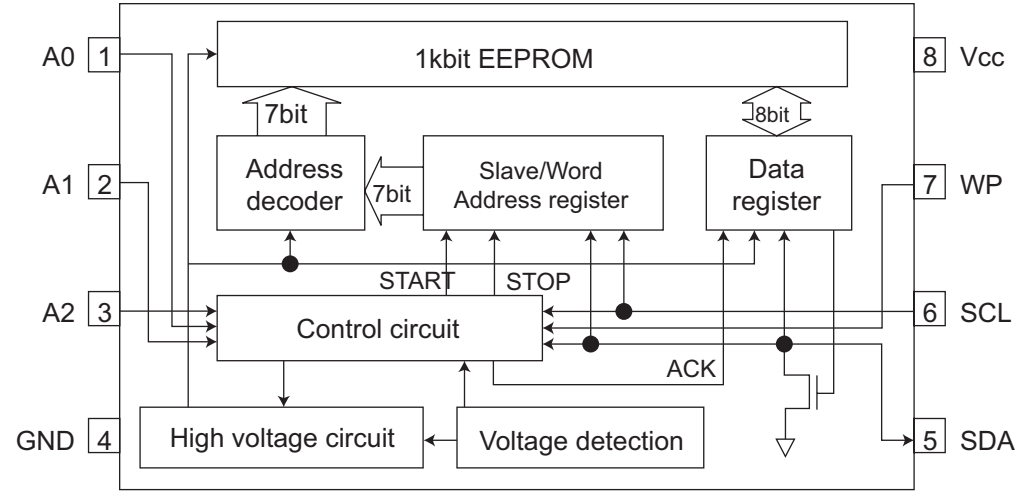 A0 1
1kbit EEPROM
8 Vcc
7bit
8bit
A1 2
Address
decoder
7bit
Slave/Word
Address register
Data
register
7 WP
START
STOP
A2 3
Control circuit
6 SCL
ACK
GND 4
High voltage circuit
Voltage detection
5 SDA